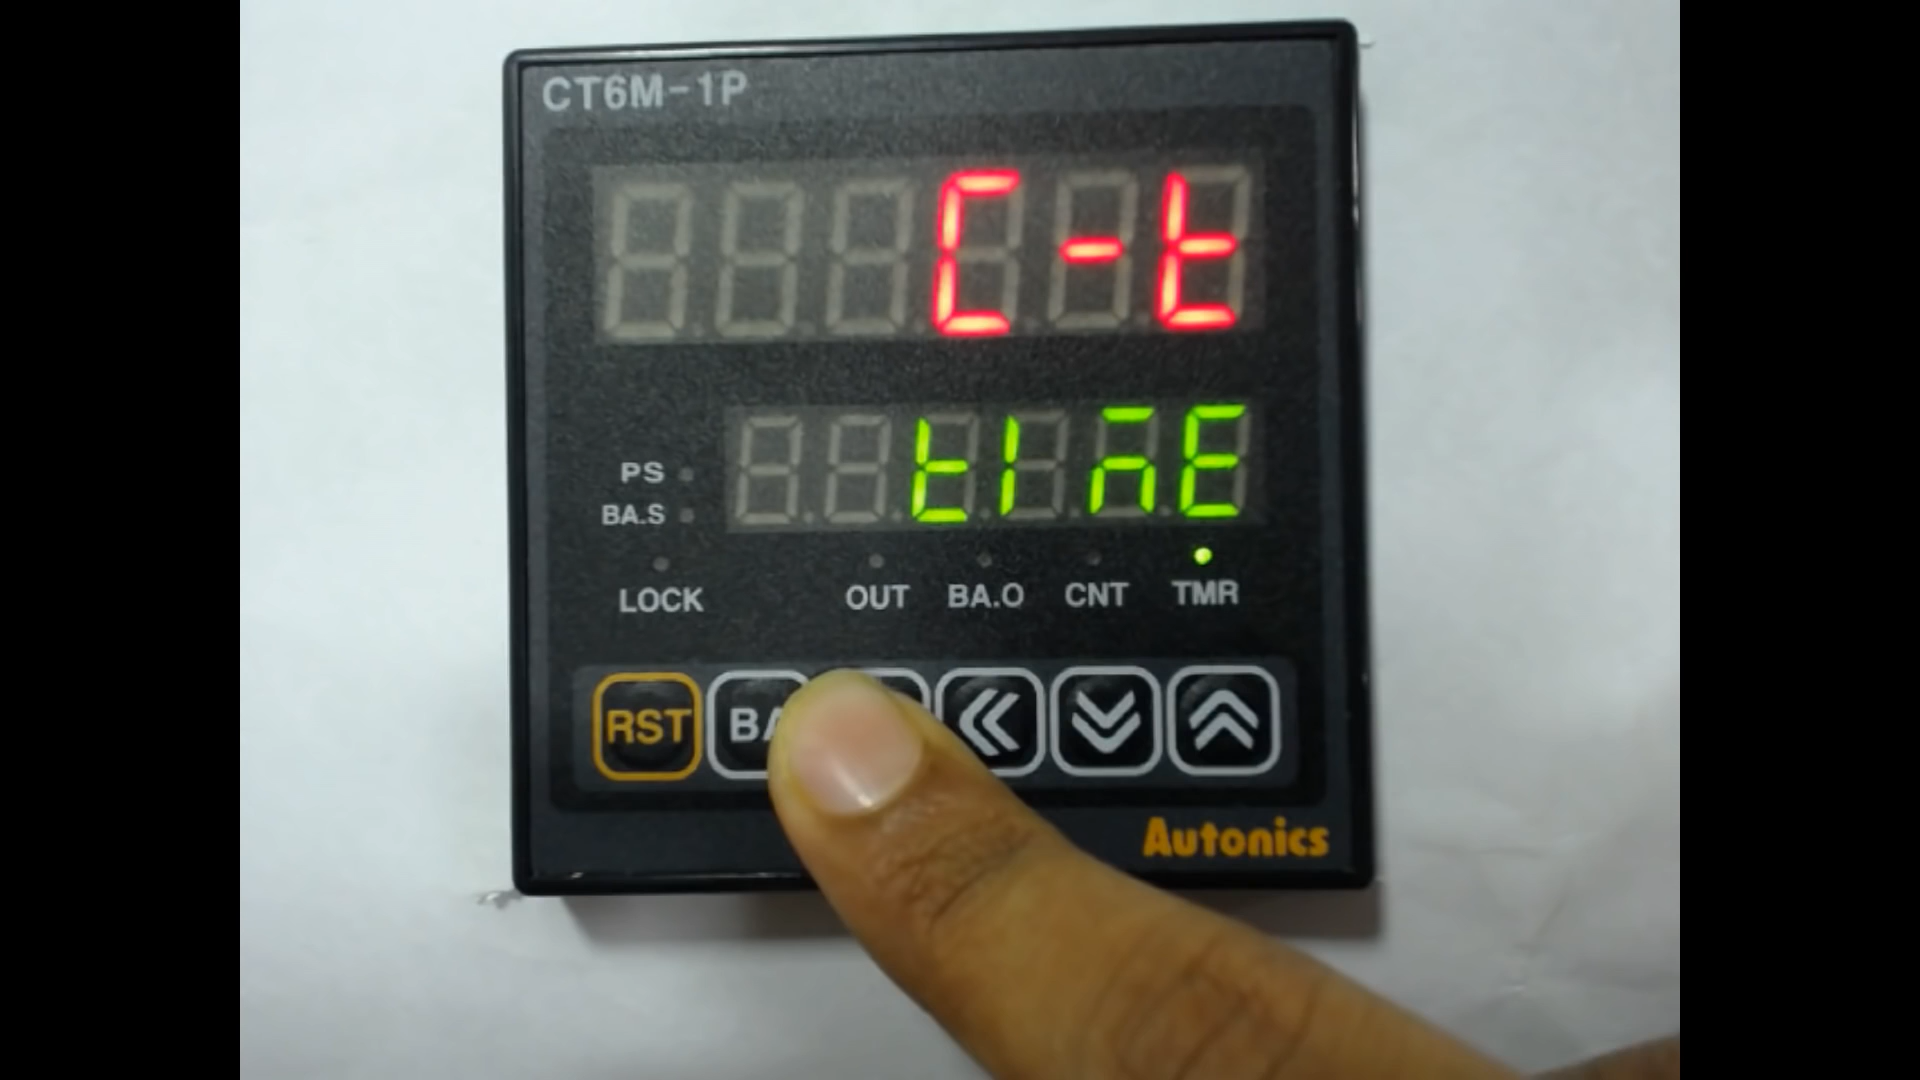 CT6M-1P
C-t
tImE
PS
BA.S
LOCK OUT BA.O CNT TMR
RST BA
Autonics